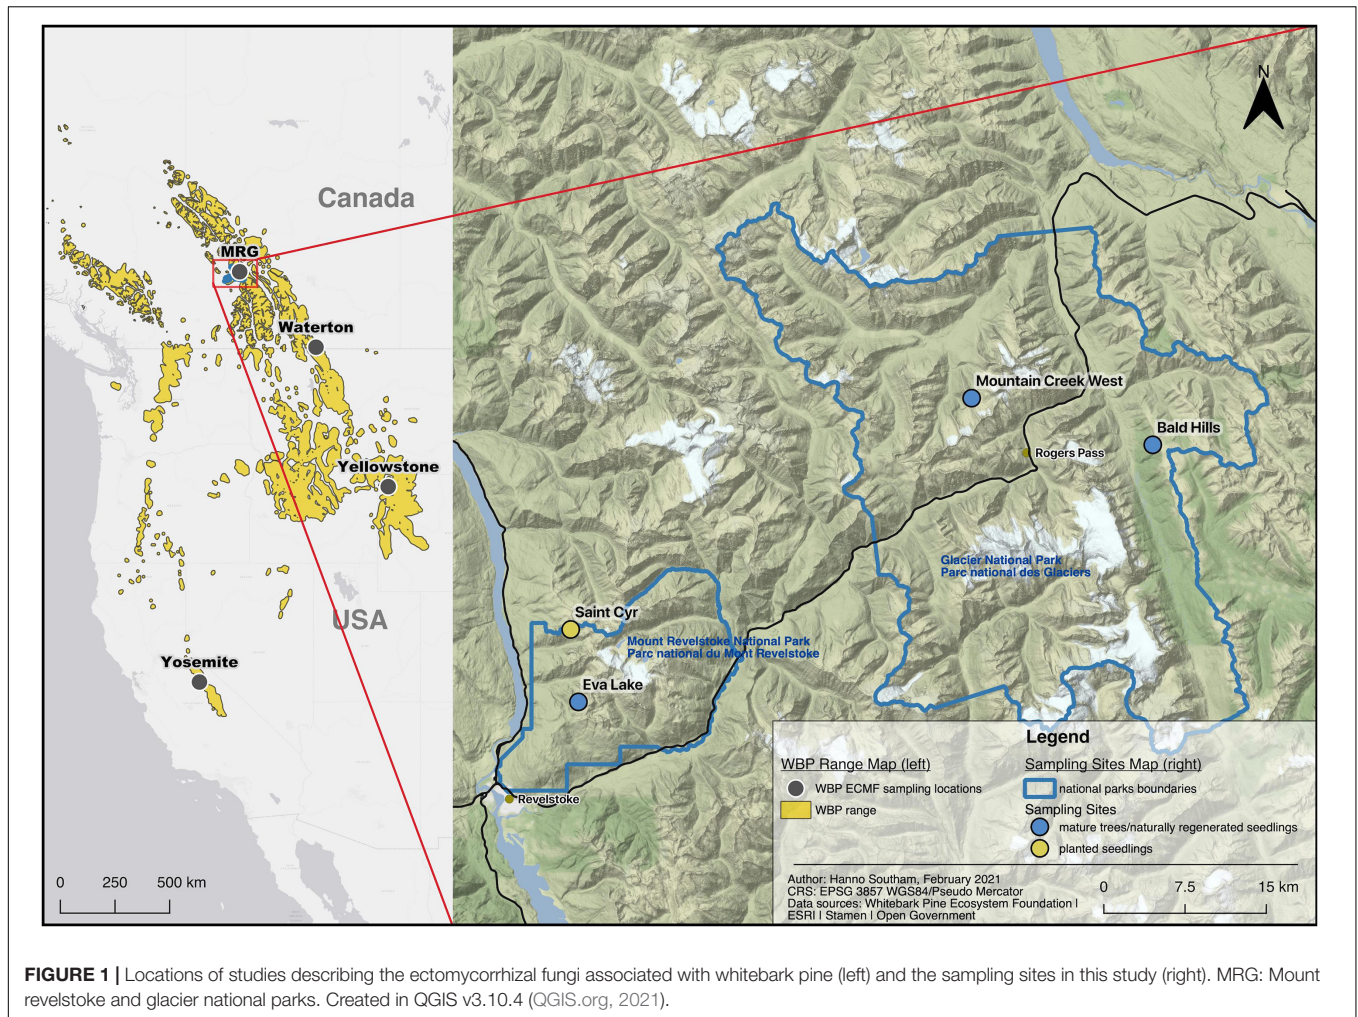 Canada
MRG
Waterton
Yellowstone
USA
Yosemite
0 250 500 km
N
Mountain Creek West
Bald Hills
Rogers Pass
Glacier National Park
Parc national des Glaciers
Saint Cyr
Mount Revelstoke National Park
Parc national du Mont Revelstoke
Eva Lake
Revelstoke
Legend
WBP Range Map (left)
WBP ECMF sampling locations
WBP range
Sampling Sites Map (right)
national parks boundaries
Sampling Sites
mature trees/naturally regenerated seedlings
planted seedlings
Author: Hanno Southam, February 2021
CRS: EPSG 3857 WGS84/Pseudo Mercator
Data sources: Whitebark Pine Ecosystem Foundation |
ESRI | Stamen | Open Government
0 7.5 15 km
FIGURE 1 | Locations of studies describing the ectomycorrhizal fungi associated with whitebark pine (left) and the sampling sites in this study (right). MRG: Mount
revelstoke and glacier national parks. Created in QGIS v3.10.4 (QGIS.org, 2021).